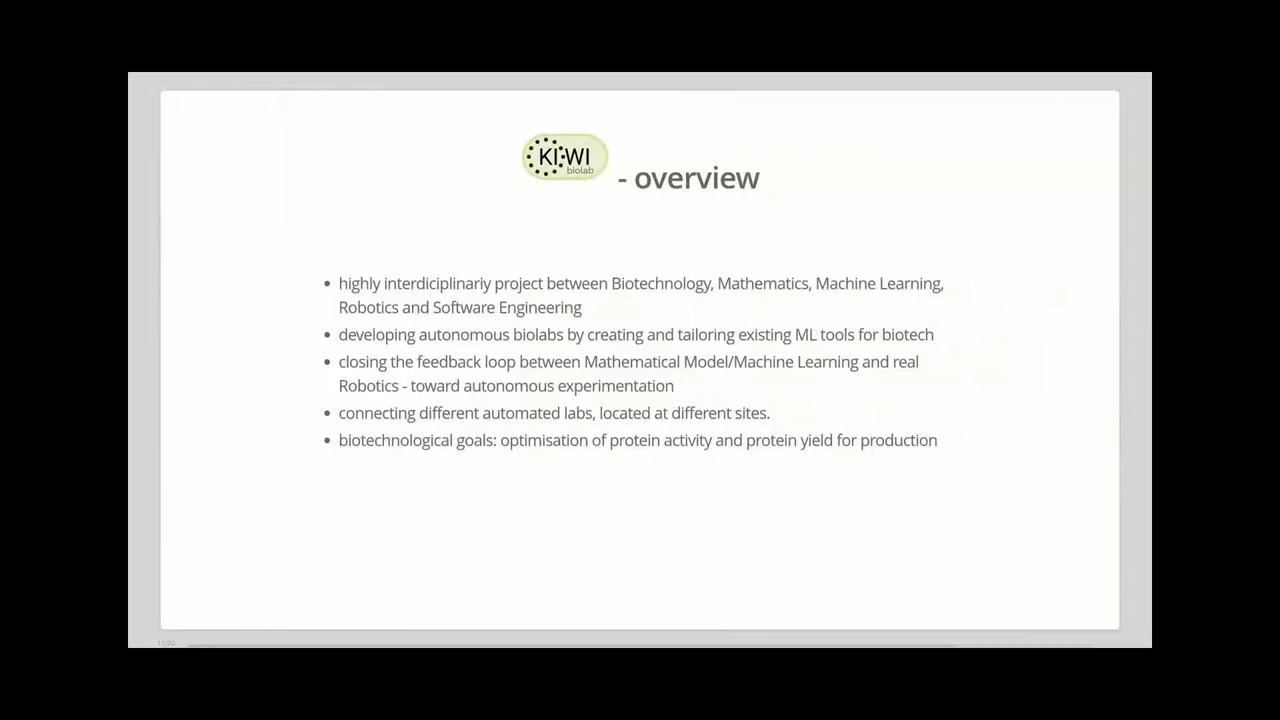 KI:WI
biolab
- overview
• highly interdiciplinariy project between Biotechnology, Mathematics, Machine Learning,
Robotics and Software Engineering
• developing autonomous biolabs by creating and tailoring existing ML tools for biotech
• closing the feedback loop between Mathematical Model/Machine Learning and real
Robotics - toward autonomous experimentation
• connecting different automated labs, located at different sites.
• biotechnological goals: optimisation of protein activity and protein yield for production